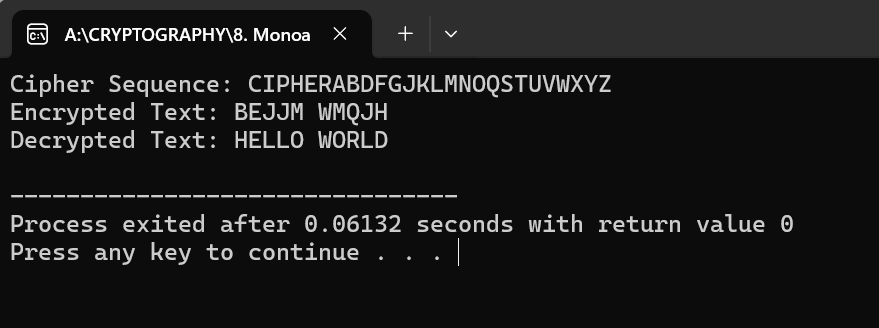 A:\CRYPTOGRAPHY\8. Monoa
Cipher Sequence: CIPHERABDFGJKLMNOQSTUVWXYZ
Encrypted Text: BEJJM WMQJH
Decrypted Text: HELLO WORLD
--------------------------------
Process exited after 0.06132 seconds with return value 0
Press any key to continue . . .